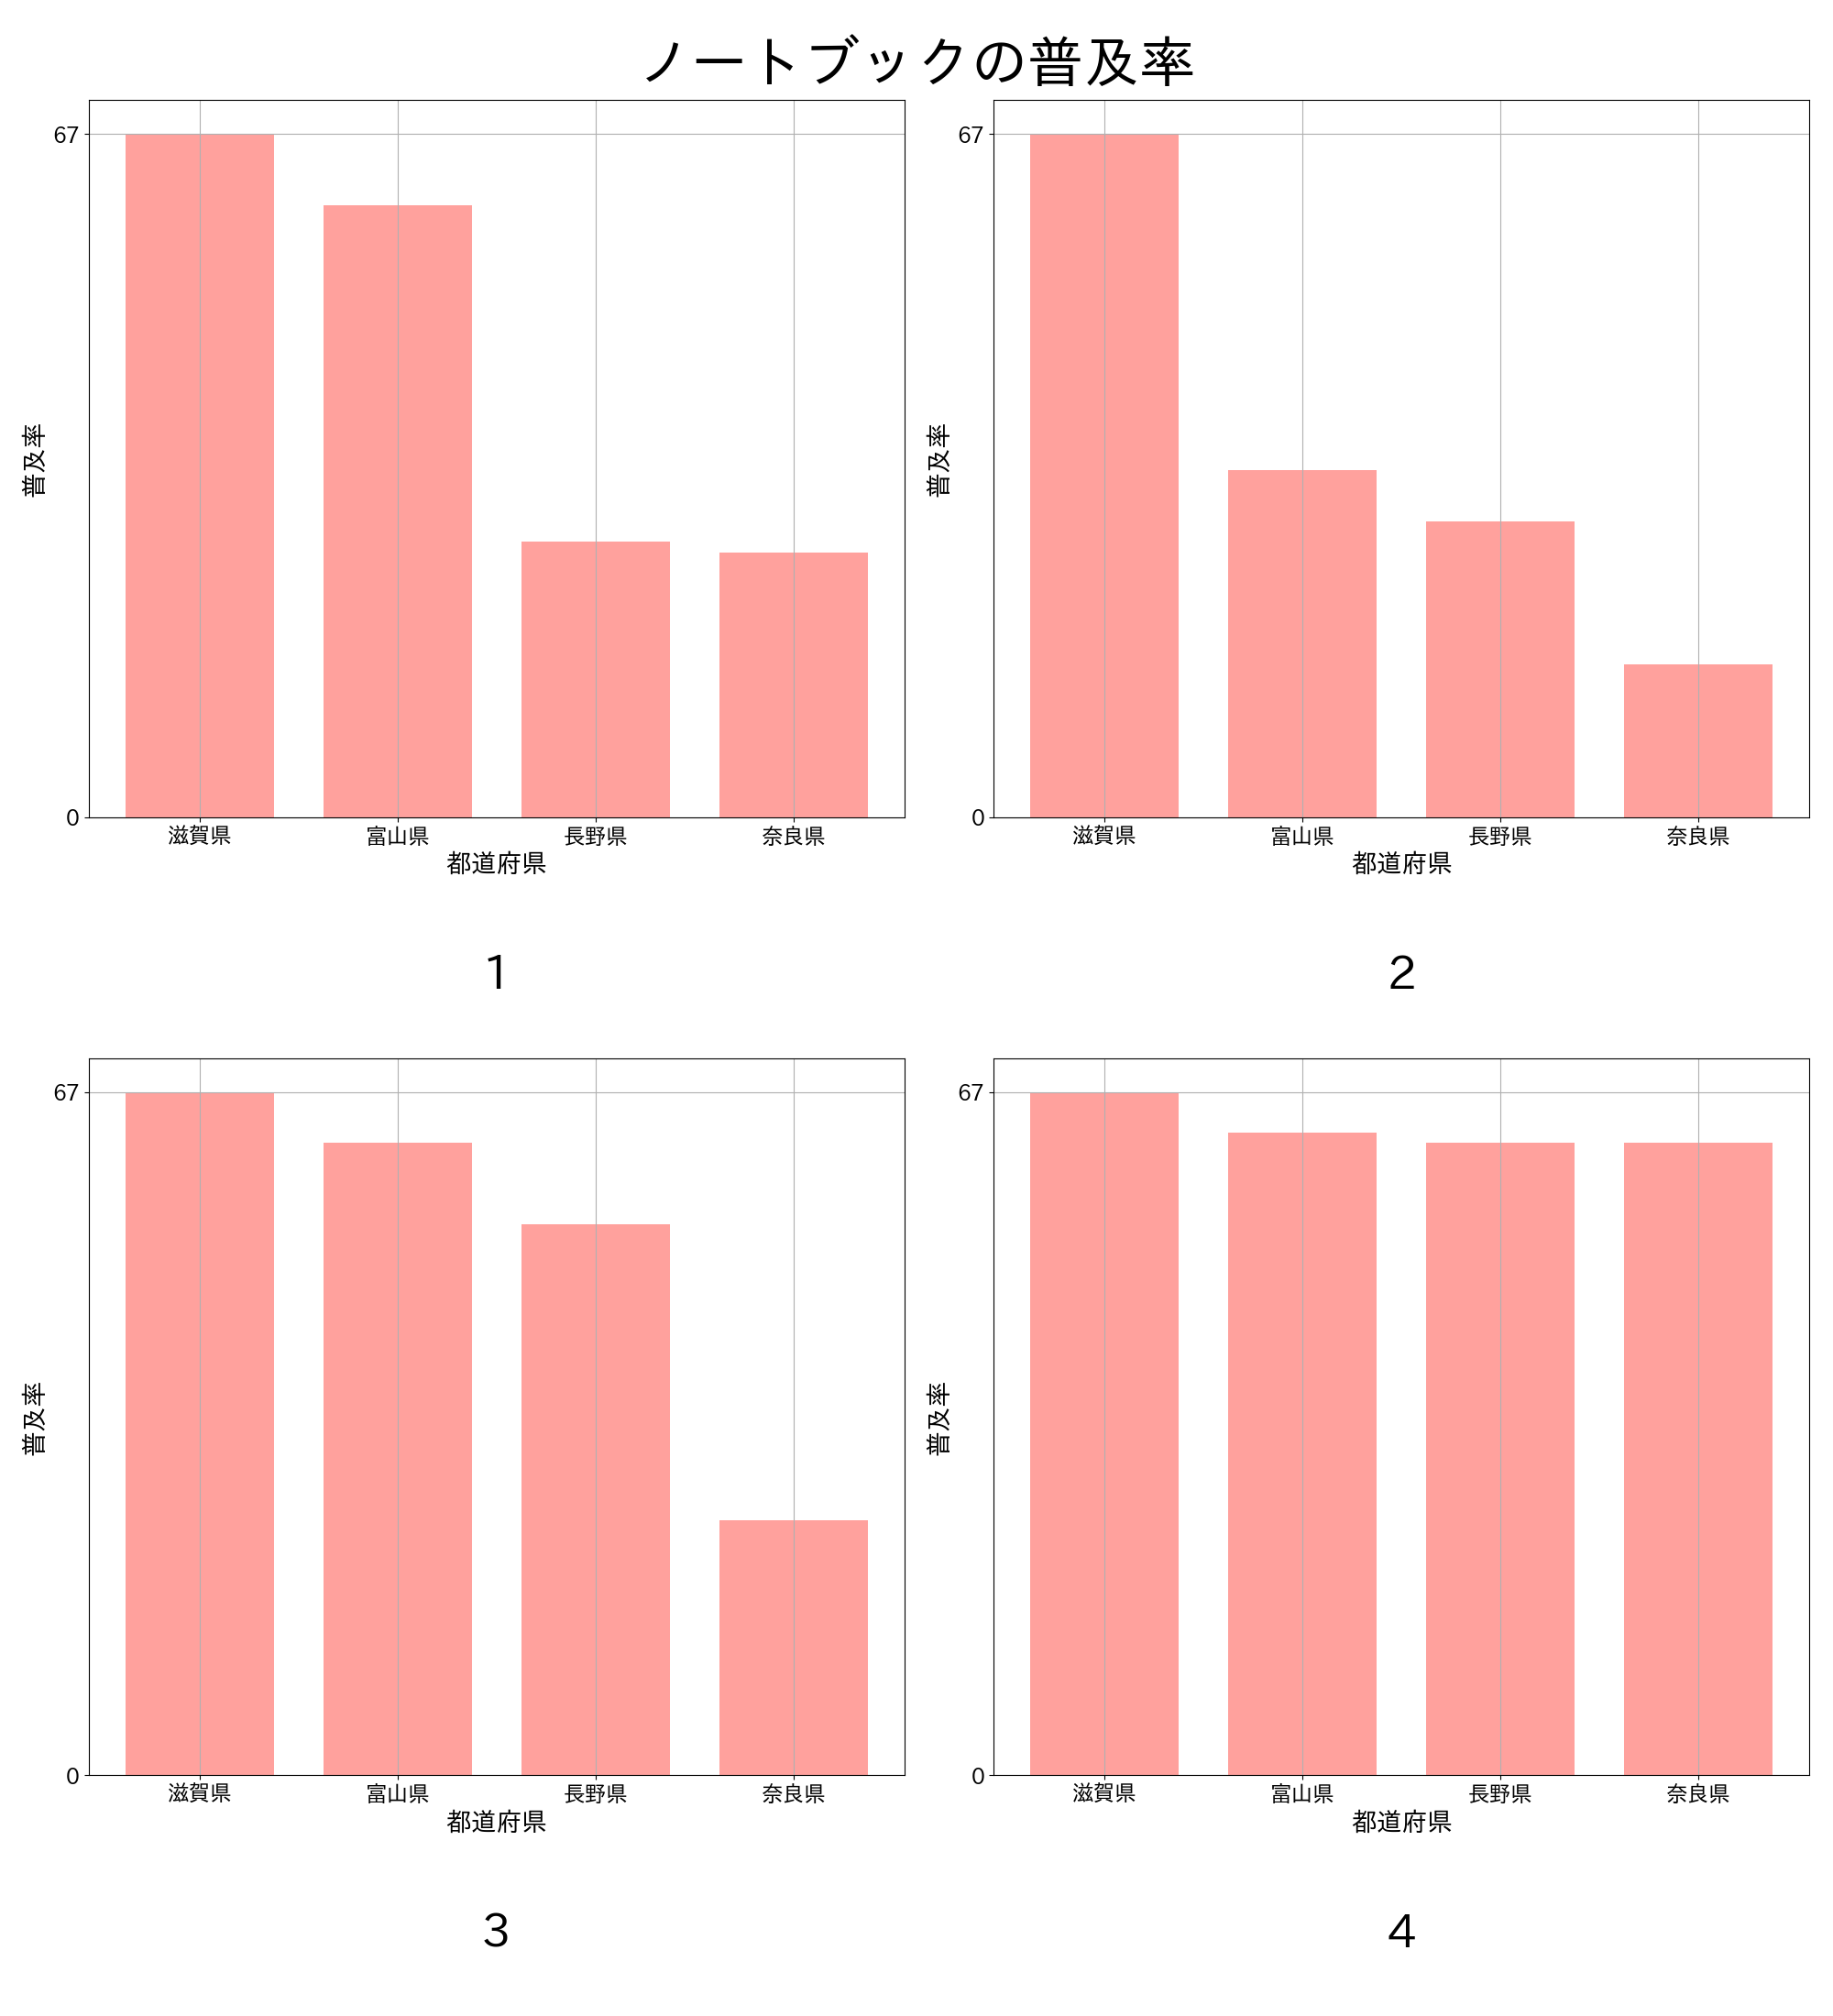 ノートブックの普及率
67
0
普及率
滋賀県 富山県 長野県 奈良県
都道府県
1
67
0
普及率
滋賀県 富山県 長野県 奈良県
都道府県
2
67
0
普及率
滋賀県 富山県 長野県 奈良県
都道府県
3
67
0
普及率
滋賀県 富山県 長野県 奈良県
都道府県
4